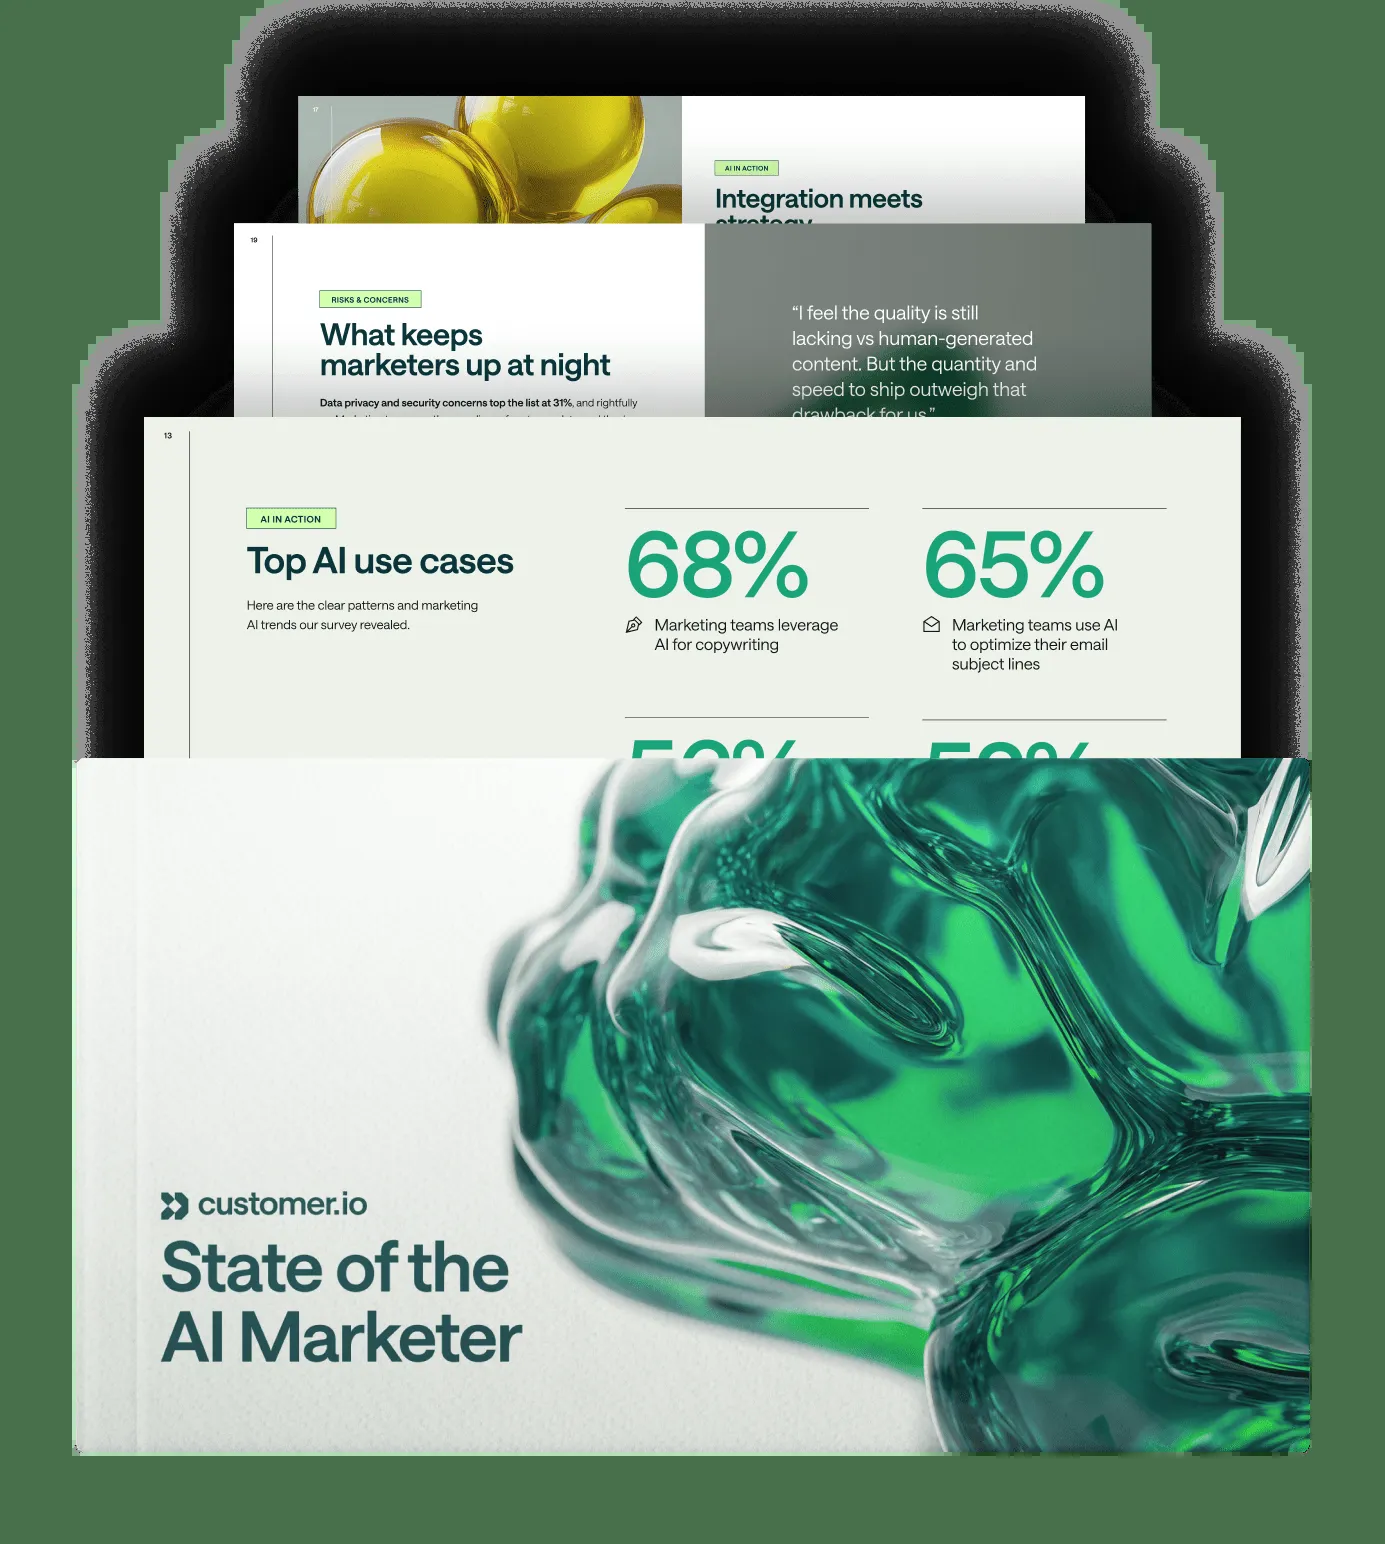 17
AI IN ACTION
Integration meets
strategy
19
RISKS & CONCERNS
What keeps
marketers up at night
Data privacy and security concerns top the list at 31%, and rightfully
“I feel the quality is still
lacking vs human-generated
content. But the quantity and
speed to ship outweigh that
drawback for us.”
13
AI IN ACTION
Top AI use cases
Here are the clear patterns and marketing
AI trends our survey revealed.
68%
Marketing teams leverage
AI for copywriting
65%
Marketing teams use AI
to optimize their email
subject lines
customer.io
State of the
AI Marketer